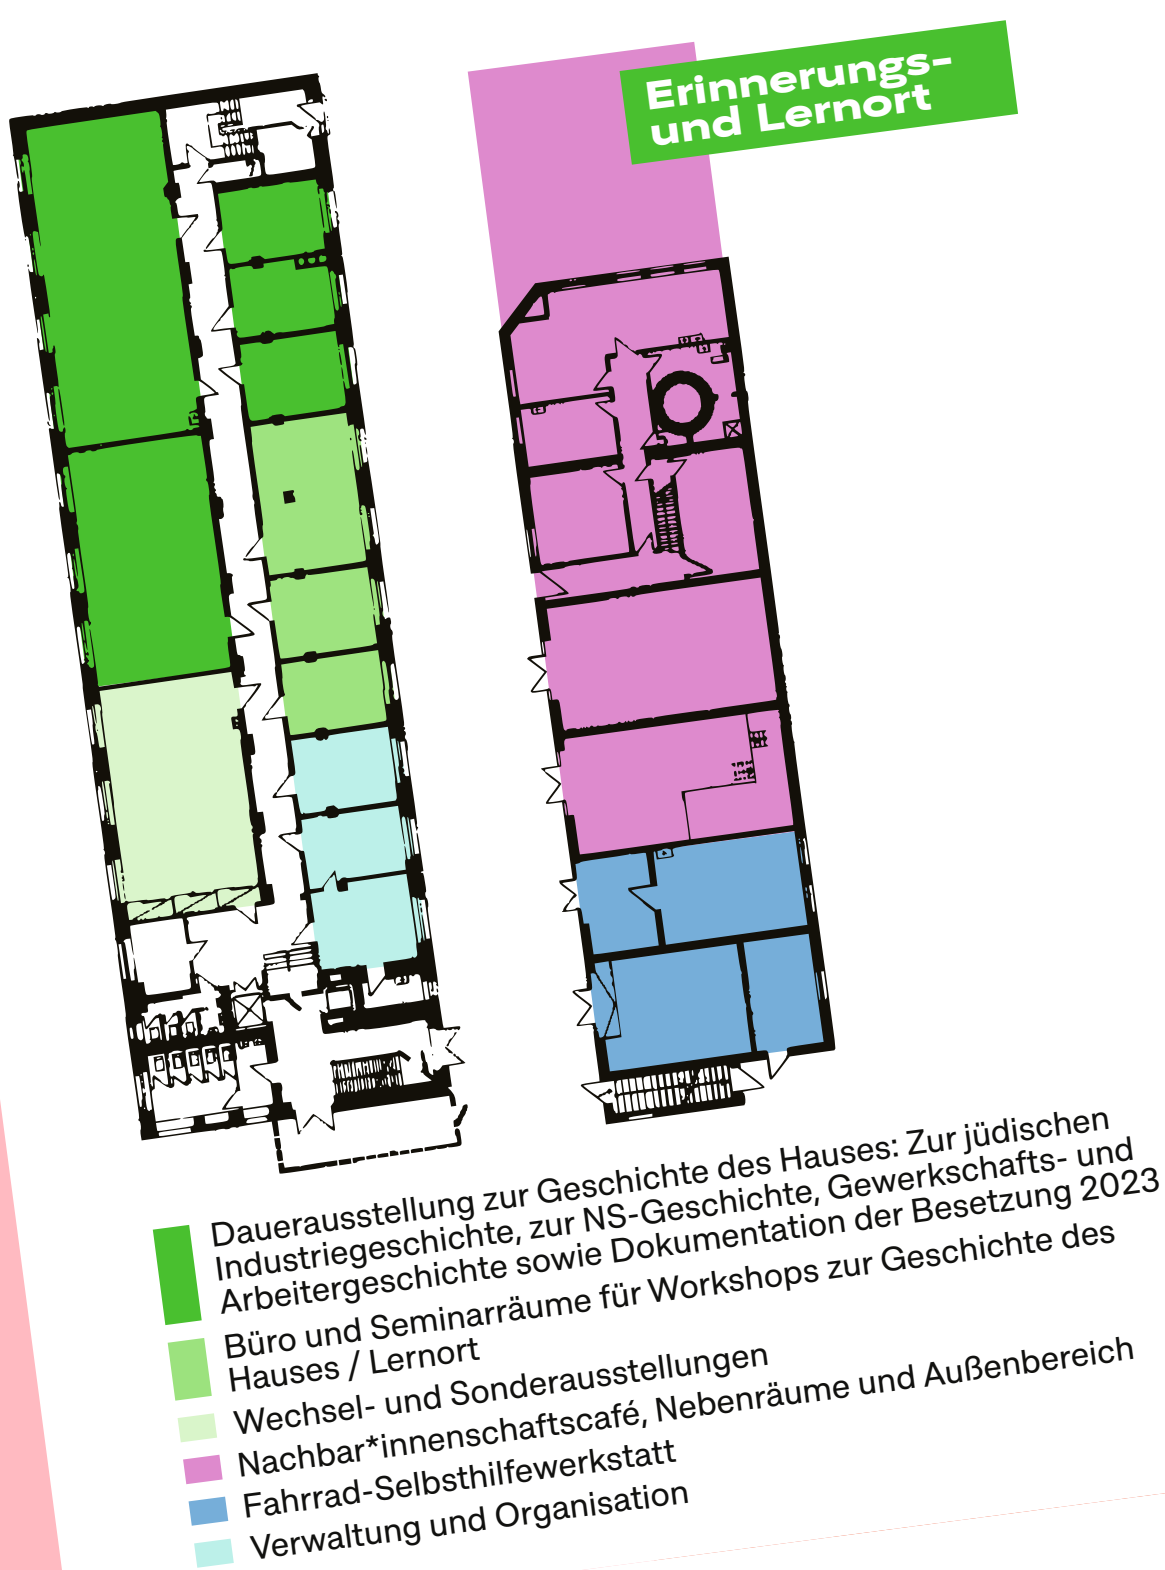 Erinnerungs-
und Lernort
Dauerausstellung zur Geschichte des Hauses: Zur jüdischen
Industriegeschichte, zur NS-Geschichte, Gewerkschafts- und
Arbeitergeschichte sowie Dokumentation der Besetzung 2023
Büro und Seminarräume für Workshops zur Geschichte des
Hauses / Lernort
Wechsel- und Sonderausstellungen
Nachbar*innenschaftscafé, Nebenräume und Außenbereich
Fahrrad-Selbsthilfewerkstatt
Verwaltung und Organisation